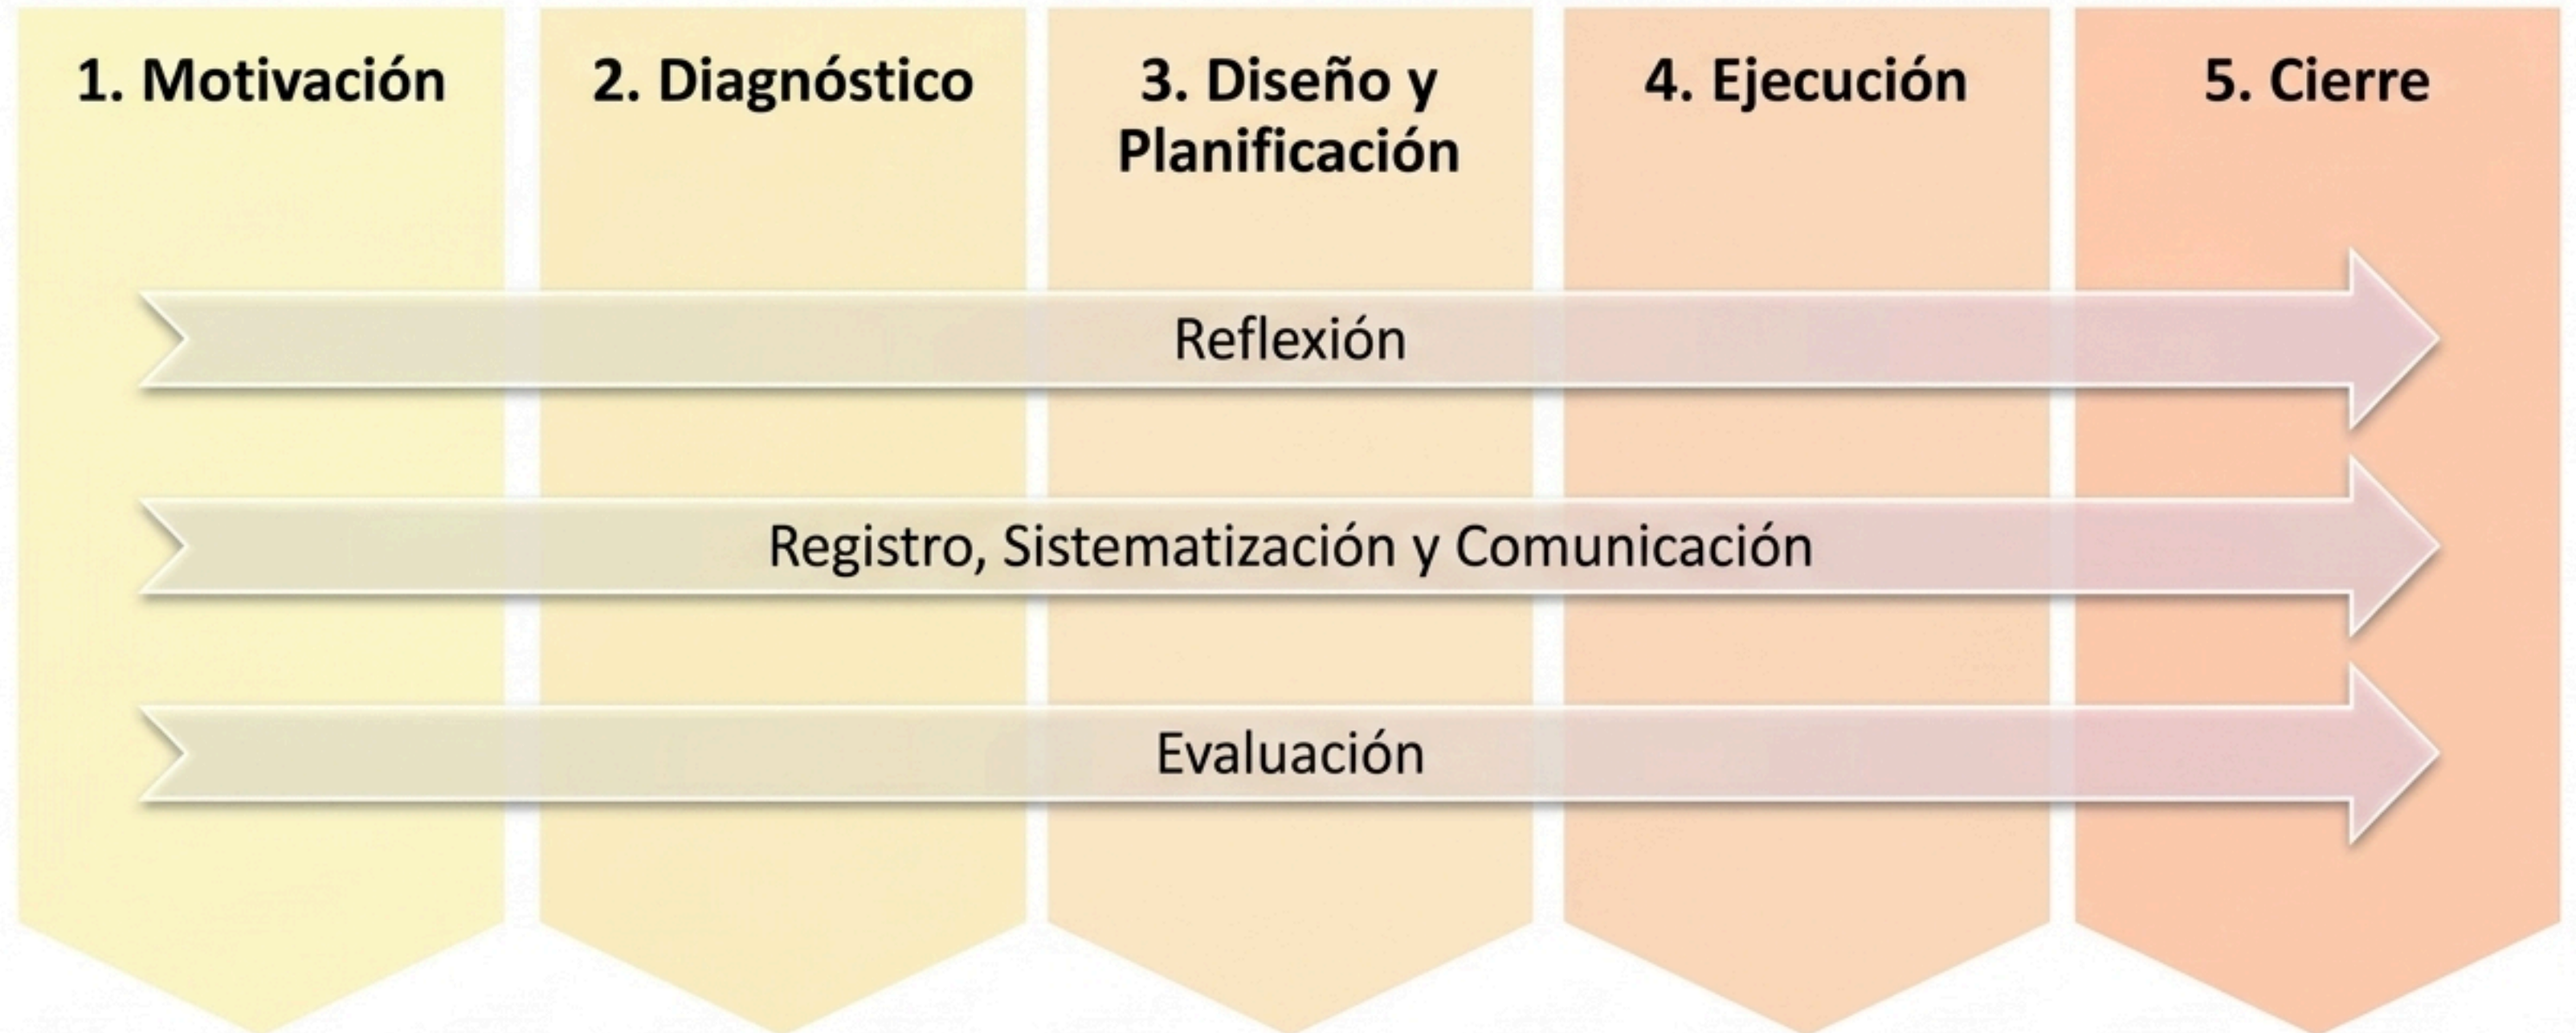 1. Motivación
2. Diagnóstico
3. Diseño y
Planificación
4. Ejecución
5. Cierre
Reflexión
Registro, Sistematización y Comunicación
Evaluación